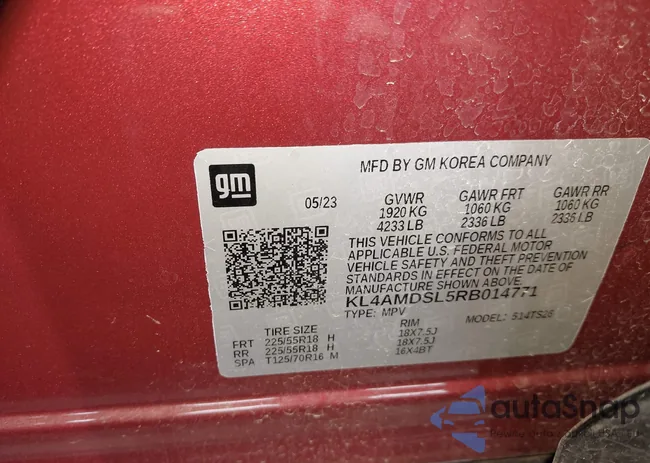 gm
MFD BY GM KOREA COMPANY
05/23
GVWR GAWR FRT GAWR RR
1920 KG 1060 KG 1060 KG
4233 LB 2336 LB 2336 LB
THIS VEHICLE CONFORMS TO ALL
APPLICABLE U.S. FEDERAL MOTOR
VEHICLE SAFETY AND THEFT PREVENTION
STANDARDS IN EFFECT ON THE DATE OF
MANUFACTURE SHOWN ABOVE.
KL4AMDSL5RB014771
TYPE: MPV MODEL: 514TS26
TIRE SIZE RIM
FRT 225/55R18 H 18X7.5J
RR 225/55R18 H 18X7.5J
SPA T125/70R16 M 16X4BT
autoSnap